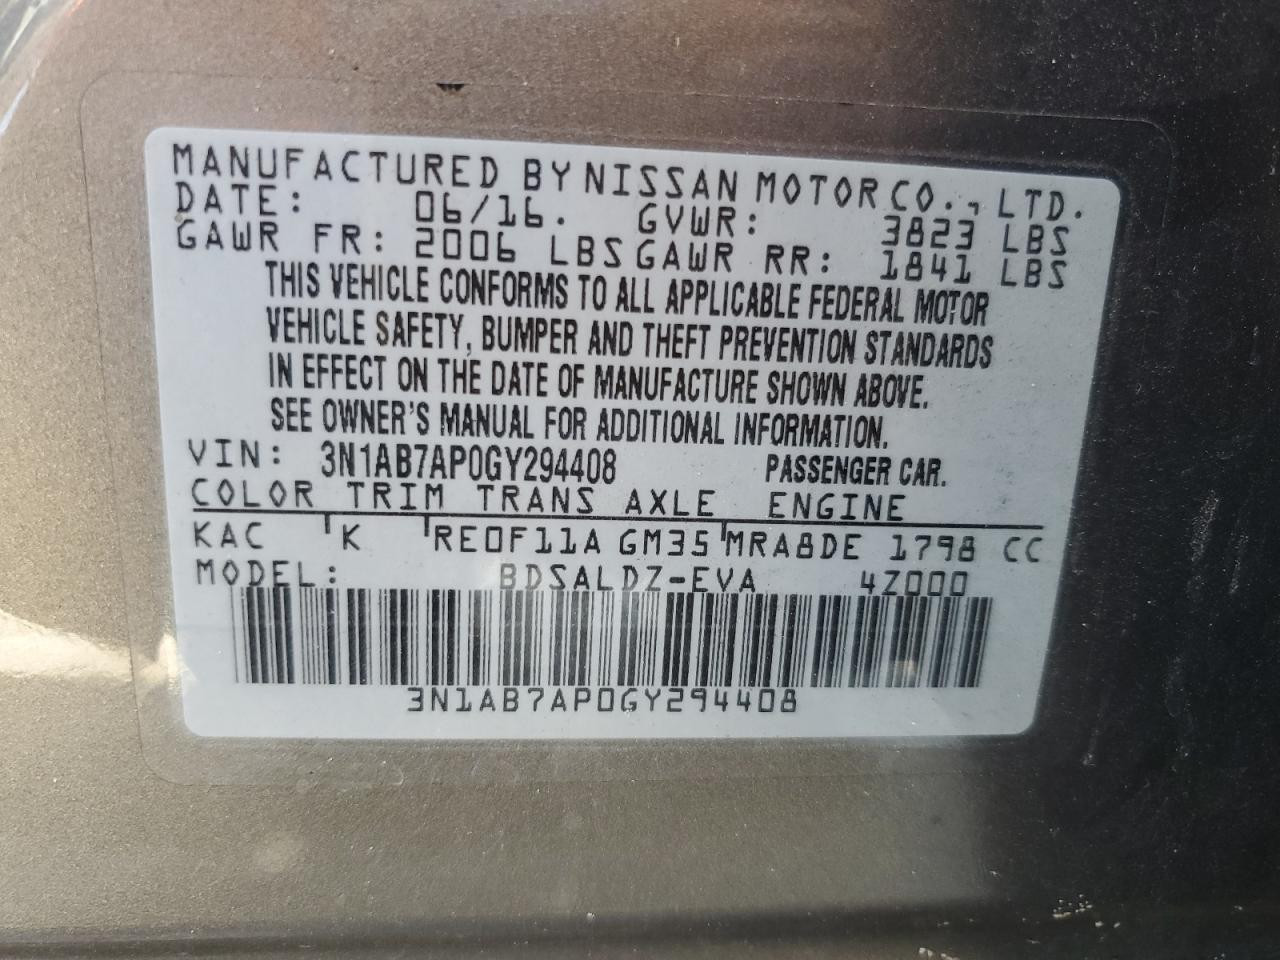 MANUFACTURED BY NISSAN MOTOR CO., LTD.
DATE: 06/16. GVWR: 3823 LBS
GAWR FR: 2006 LBS GAWR RR: 1841 LBS
THIS VEHICLE CONFORMS TO ALL APPLICABLE FEDERAL MOTOR
VEHICLE SAFETY, BUMPER AND THEFT PREVENTION STANDARDS
IN EFFECT ON THE DATE OF MANUFACTURE SHOWN ABOVE.
SEE OWNER'S MANUAL FOR ADDITIONAL INFORMATION.
VIN: 3N1AB7AP0GY294408 PASSENGER CAR.
COLOR TRIM TRANS AXLE ENGINE
KAC K RE0F11A GM35 MRA8DE 1798 CC
MODEL: BDSALDZ-EVA 4Z000
3N1AB7AP0GY294408